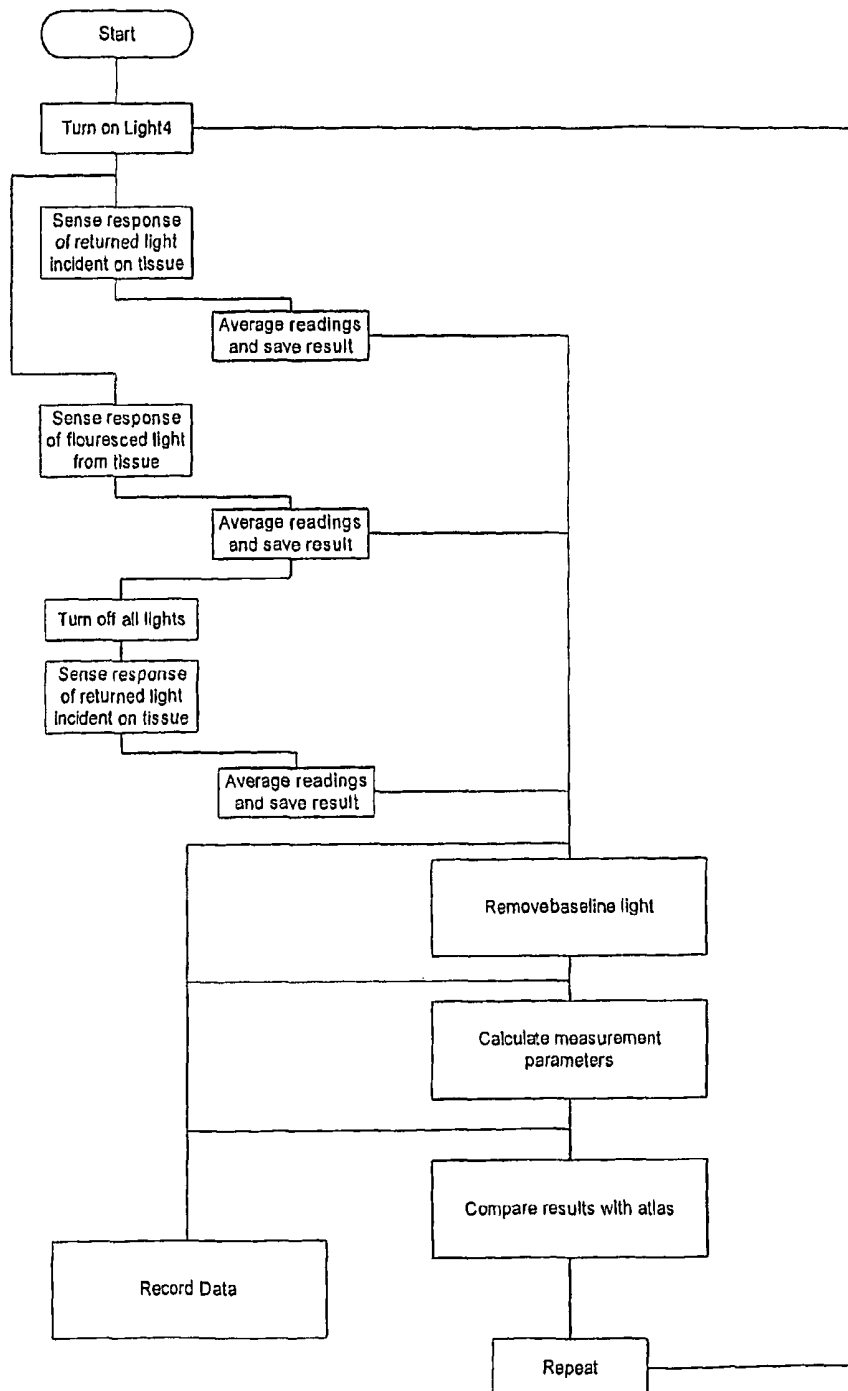 Start
Turn on Light4
Sense response
of returned light
incident on tissue
Average readings
and save result
Sense response
of flouresced light
from tissue
Average readings
and save result
Turn off all lights
Sense response
of returned light
incident on tissue
Average readings
and save result
Removebaseline light
Calculate measurement
parameters
Compare results with atlas
Record Data
Repeat